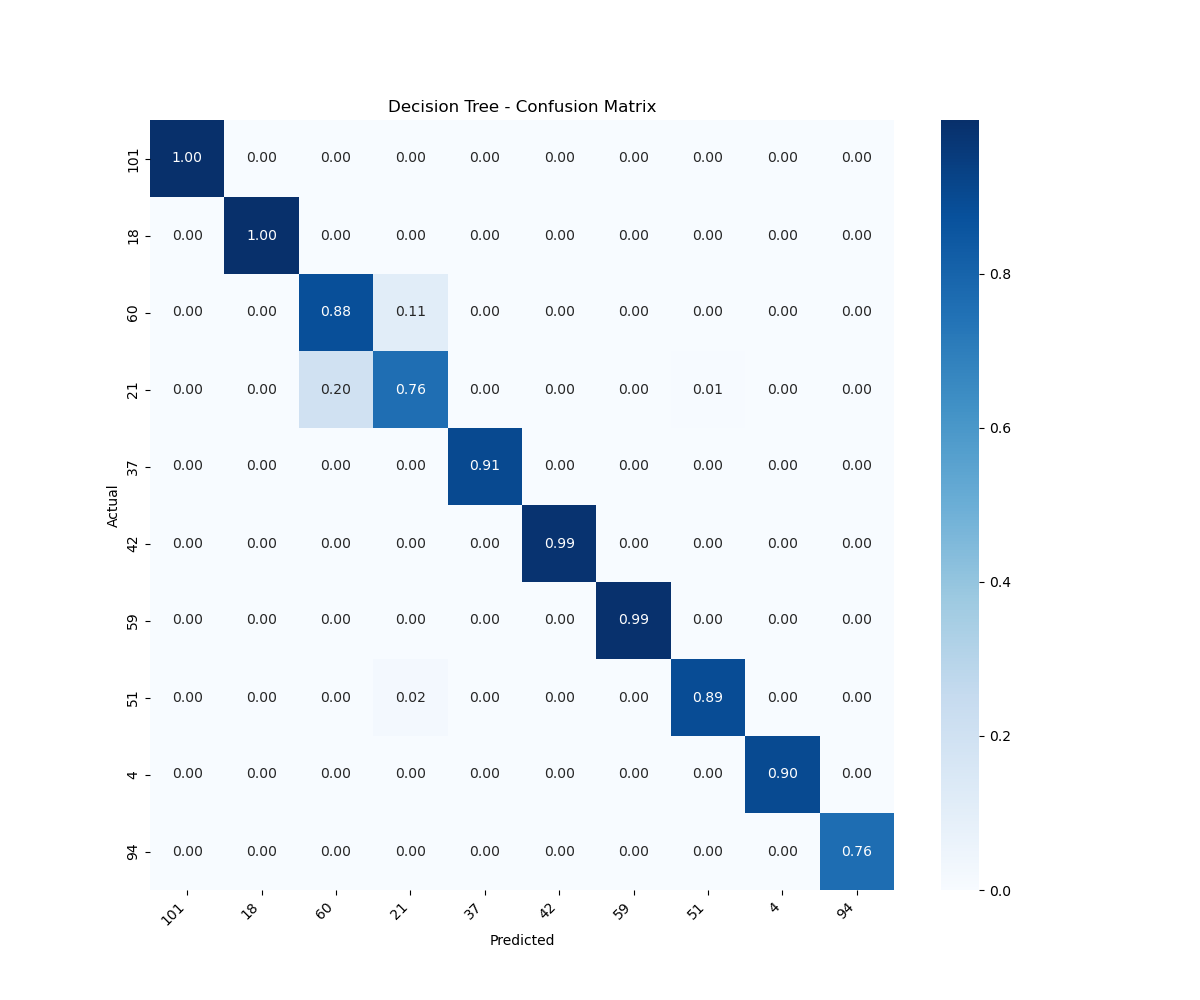 Decision Tree - Confusion Matrix
101 1.00 0.00 0.00 0.00 0.00 0.00 0.00 0.00 0.00 0.00
18 0.00 1.00 0.00 0.00 0.00 0.00 0.00 0.00 0.00 0.00
60 0.00 0.00 0.88 0.11 0.00 0.00 0.00 0.00 0.00 0.00
21 0.00 0.00 0.20 0.76 0.00 0.00 0.00 0.01 0.00 0.00
37 0.00 0.00 0.00 0.00 0.91 0.00 0.00 0.00 0.00 0.00
42 0.00 0.00 0.00 0.00 0.00 0.99 0.00 0.00 0.00 0.00
59 0.00 0.00 0.00 0.00 0.00 0.00 0.99 0.00 0.00 0.00
51 0.00 0.00 0.00 0.02 0.00 0.00 0.00 0.89 0.00 0.00
4 0.00 0.00 0.00 0.00 0.00 0.00 0.00 0.00 0.90 0.00
94 0.00 0.00 0.00 0.00 0.00 0.00 0.00 0.00 0.00 0.76
101 18 60 21 37 42 59 51 4 94
Predicted
Actual
0.8
0.6
0.4
0.2
0.0